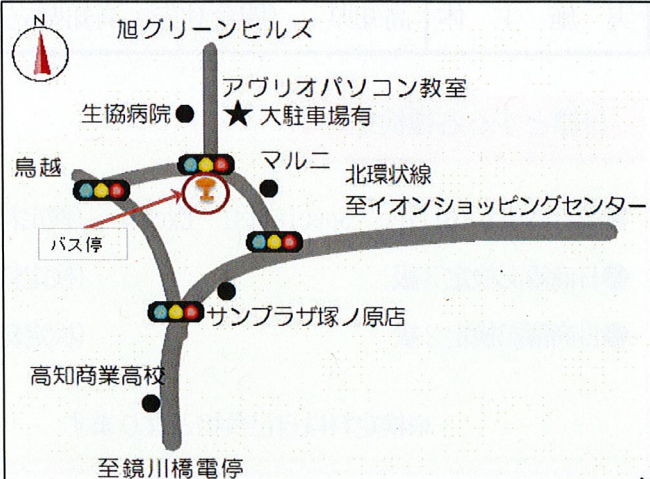 N
旭グリーンヒルズ
アヴリオパソコン教室
生協病院
★ 大駐車場有
鳥越
マルニ
北環状線
至イオンショッピングセンター
バス停
サンプラザ塚ノ原店
高知商業高校
至鏡川橋電停